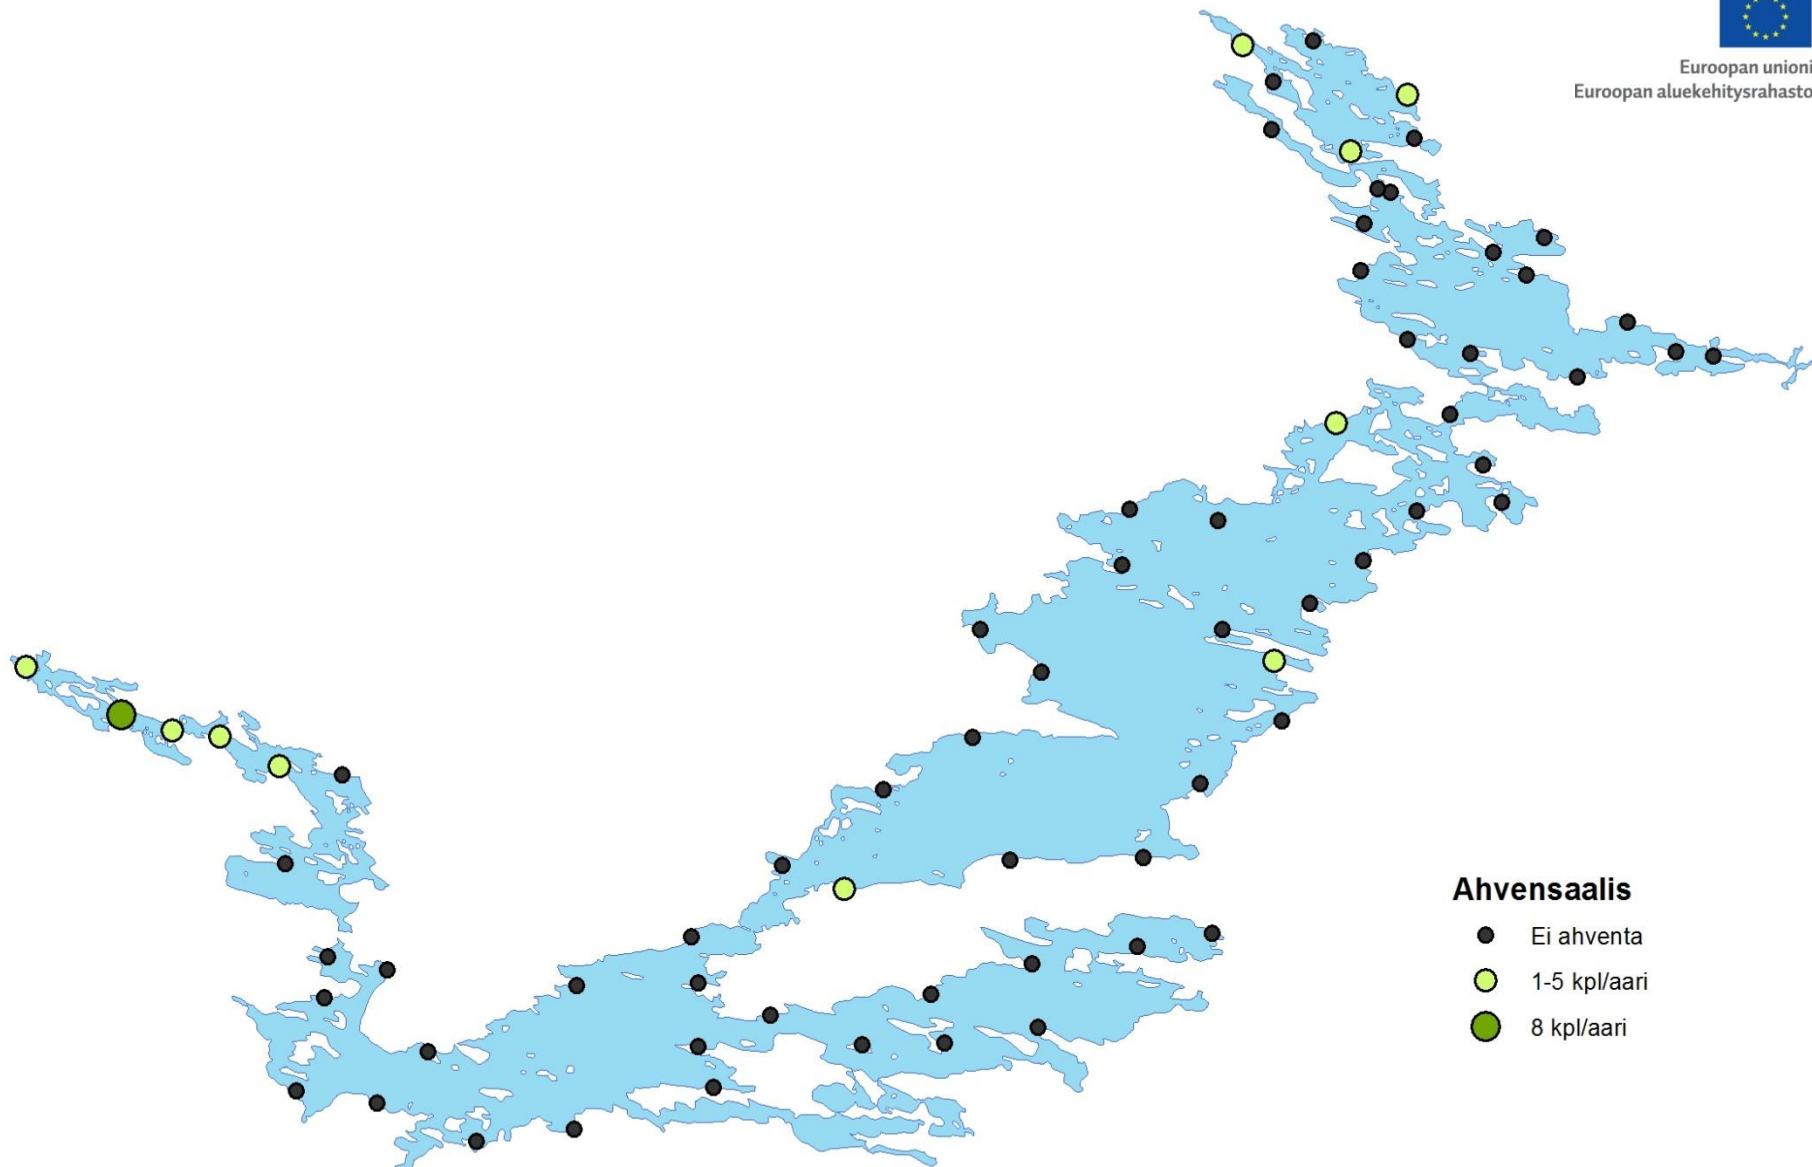 Euroopan unioni
Euroopan aluekehitysrahasto
Ahvensaalis
Ei ahventa
1-5 kpl/aari
8 kpl/aari